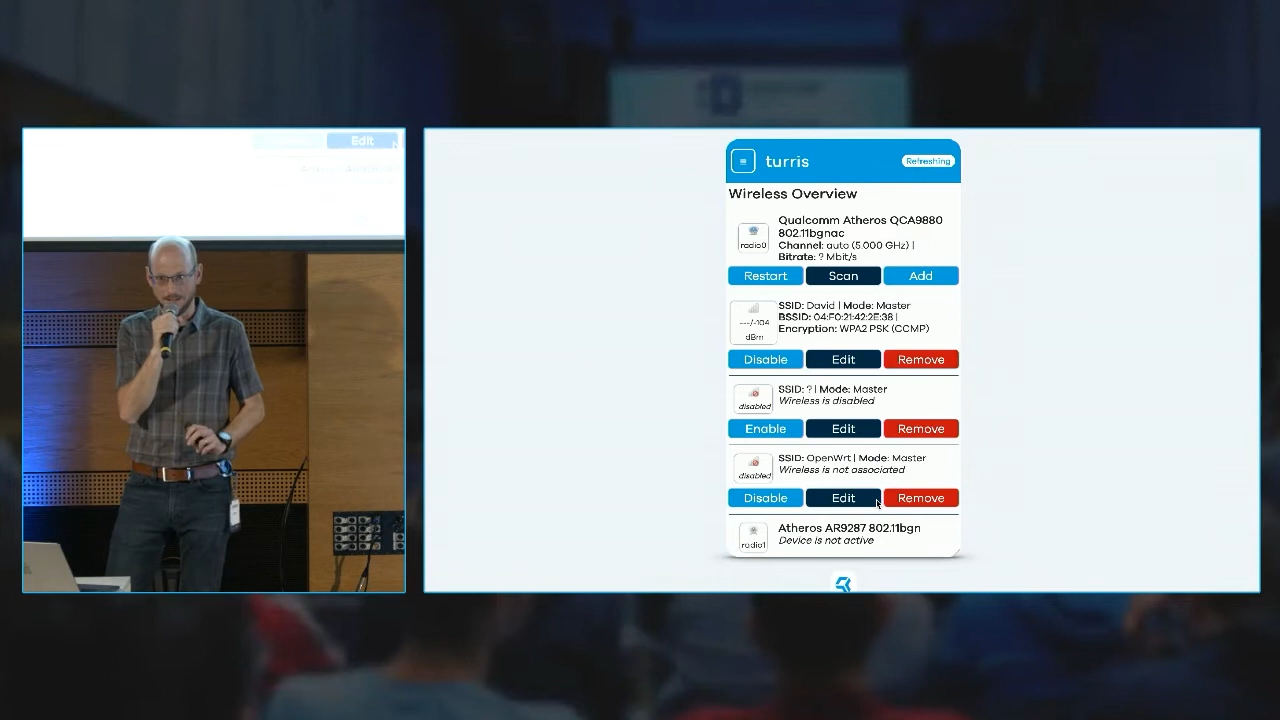 Edit
≡ turris Refreshing
Wireless Overview
Qualcomm Atheros QCA9880
802.11bgnac
radio0
Channel: auto (5.000 GHz) |
Bitrate: ? Mbit/s
Restart Scan Add
SSID: David | Mode: Master
BSSID: 04:F0:21:42:2E:38 |
Encryption: WPA2 PSK (CCMP)
---/-104
dBm
Disable Edit Remove
SSID: ? | Mode: Master
Wireless is disabled
disabled
Enable Edit Remove
SSID: OpenWrt | Mode: Master
Wireless is not associated
disabled
Disable Edit Remove
Atheros AR9287 802.11bgn
Device is not active
radio1